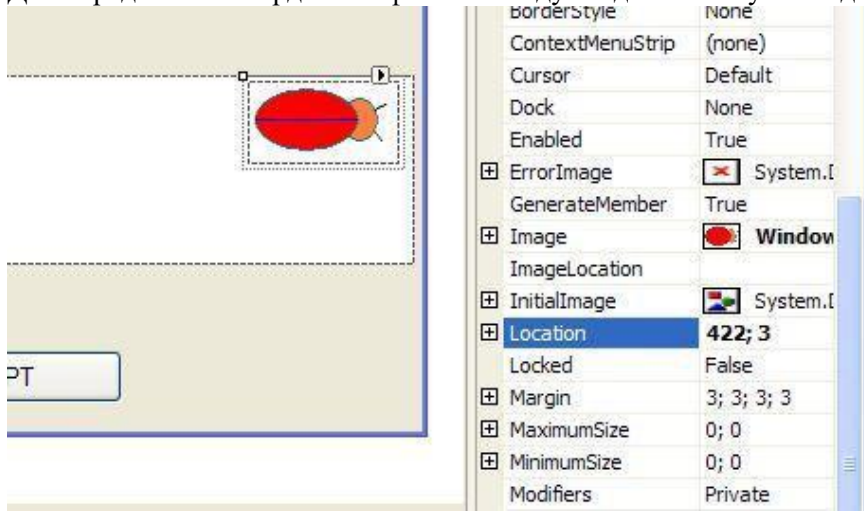 BorderStyle None
ContextMenuStrip (none)
Cursor Default
Dock None
Enabled True
ErrorImage System.D
GenerateMember True
Image Window
ImageLocation
InitialImage System.D
Location 422; 3
Locked False
РТ
Margin 3; 3; 3; 3
MaximumSize 0; 0
MinimumSize 0; 0
Modifiers Private